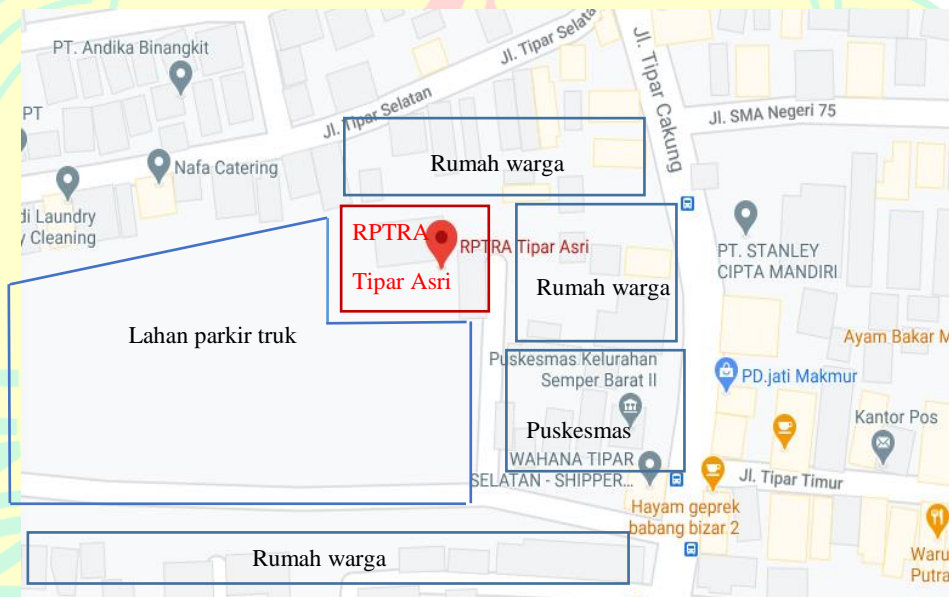 PT. Andika Binangkit
Jl. Tipar Selatan
Jl. Tipar Cakung
Jl. SMA Negeri 75
PT
Jl. Tipar Selatan
Rumah warga
Nafa Catering
di Laundry
Cleaning
RPTRA
Tipar Asri
RPTRA Tipar Asri
Rumah warga
PT. STANLEY
CIPTA MANDIRI
Lahan parkir truk
Ayam Bakar M
Puskesmas Kelurahan
Semper Barat II
PD.jati Makmur
Puskesmas
Kantor Pos
WAHANA TIPAR
SELATAN - SHIPPER...
Jl. Tipar Timur
Hayam geprek
babang bizar 2
Rumah warga
Waru
Putra